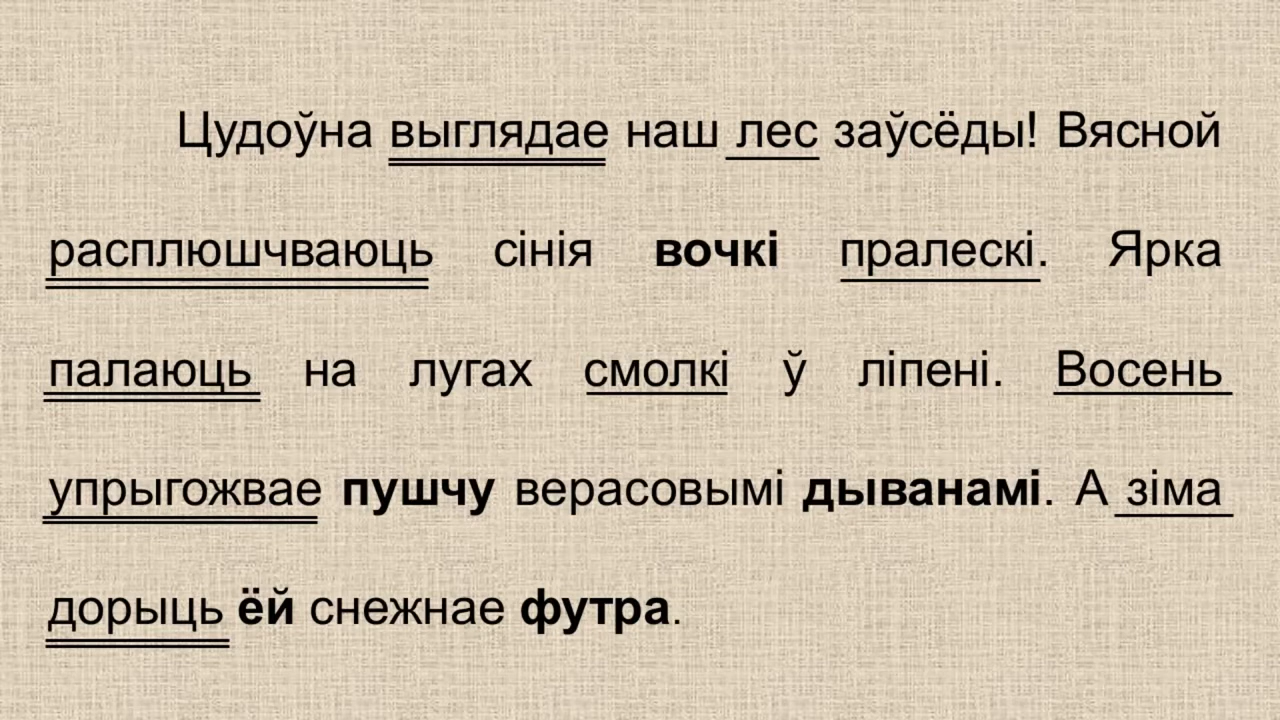 Цудоўна выглядае наш лес заўсёды! Вясной
расплюшчваюць сінія вочкі пралескі. Ярка
палаюць на лугах смолкі ў ліпені. Восень
упрыгожвае пушчу верасовымі дыванамі. А зіма
дорыць ёй снежнае футра.